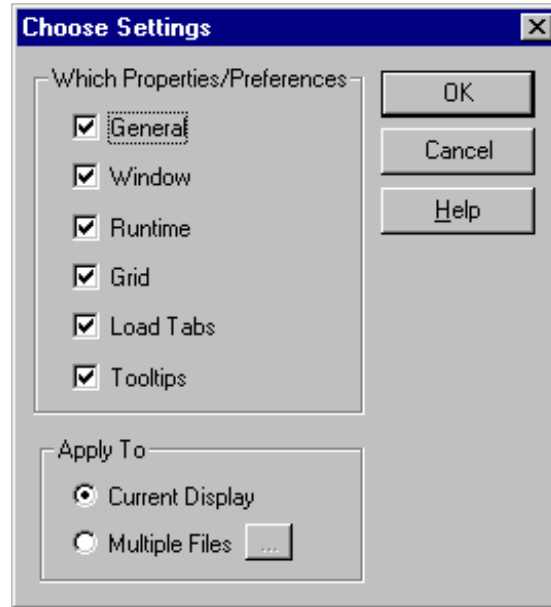 Choose Settings
Which Properties/Preferences
General
Window
Runtime
Grid
Load Tabs
Tooltips
OK
Cancel
Help
Apply To
Current Display
Multiple Files ...